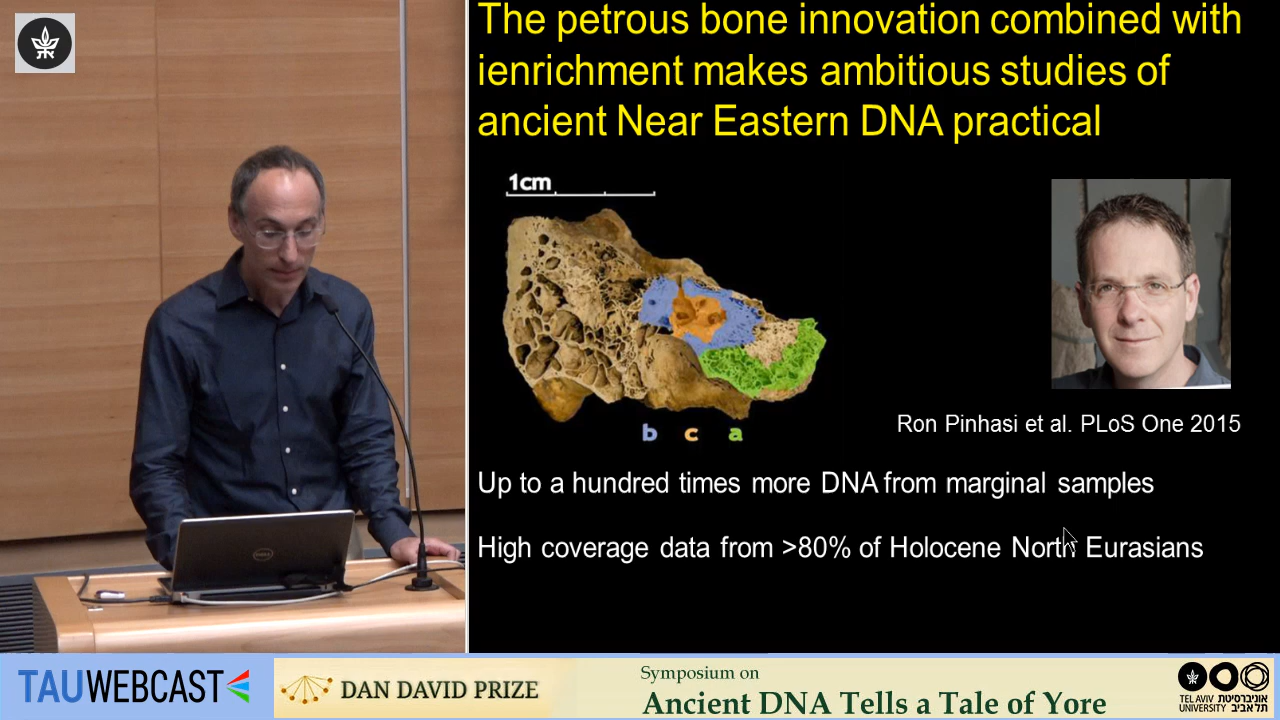 The petrous bone innovation combined with
ienrichment makes ambitious studies of
ancient Near Eastern DNA practical
1cm
b c a
Ron Pinhasi et al. PLoS One 2015
Up to a hundred times more DNA from marginal samples
High coverage data from >80% of Holocene North Eurasians
DELL
TAUWEBCAST
DAN DAVID PRIZE
Symposium on
Ancient DNA Tells a Tale of Yore
TEL AVIV אוניברסיטת
UNIVERSITY תל אביב